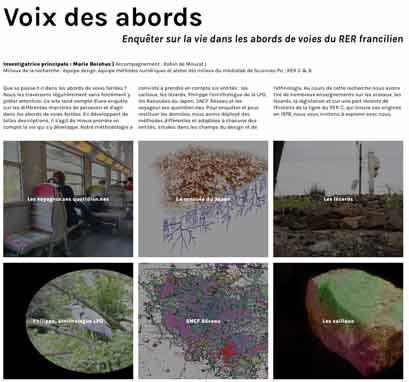 Voix des abords
Enquêter sur la vie dans les abords de voies du RER francilien
Investigatrice principale : Marie Baishus | Accompagnement : Robin de Mourat |
Milieux de la recherche : équipe design, équipe méthodes numériques et atelier des milieux du médialab de Sciences Po ; RER C & B
Que se passe-t-il dans les abords de voies ferrées ?
Nous les traversons régulièrement sans forcément y
prêter attention. Ce site rend compte d'une enquête
sur les différentes manières de percevoir et d'agir
dans les abords de voies ferrées. En développant de
telles descriptions, il s'agit de mieux prendre en
compte la vie qui s'y développe. Notre méthodologie a
consisté à prendre en compte six entités : les
cailloux, les lézards, Philippe l'ornithologue de la LPO,
les Renouées du Japon, SNCF Réseau et les
voyageur.ses quotidien.nes. Pour enquêter et pour
restituer les données, nous avons déployé des
méthodes différentes et adaptées à chacune des
entités, situées dans les champs du design et de
l'ethnologie. Au cours de cette recherche nous avons
tiré de nombreux enseignements sur les oiseaux, les
lézards, la législation et sur une part récente de
l'histoire de la ligne du RER C, qui trouve ses origines
en 1979, que nous vous invitons à explorer avec nous.
Les voyageur.ses quotidien.nes
La renouée du Japon
Les lézards
Philippe, ornithologue LPO
SNCF Réseau
Les cailloux